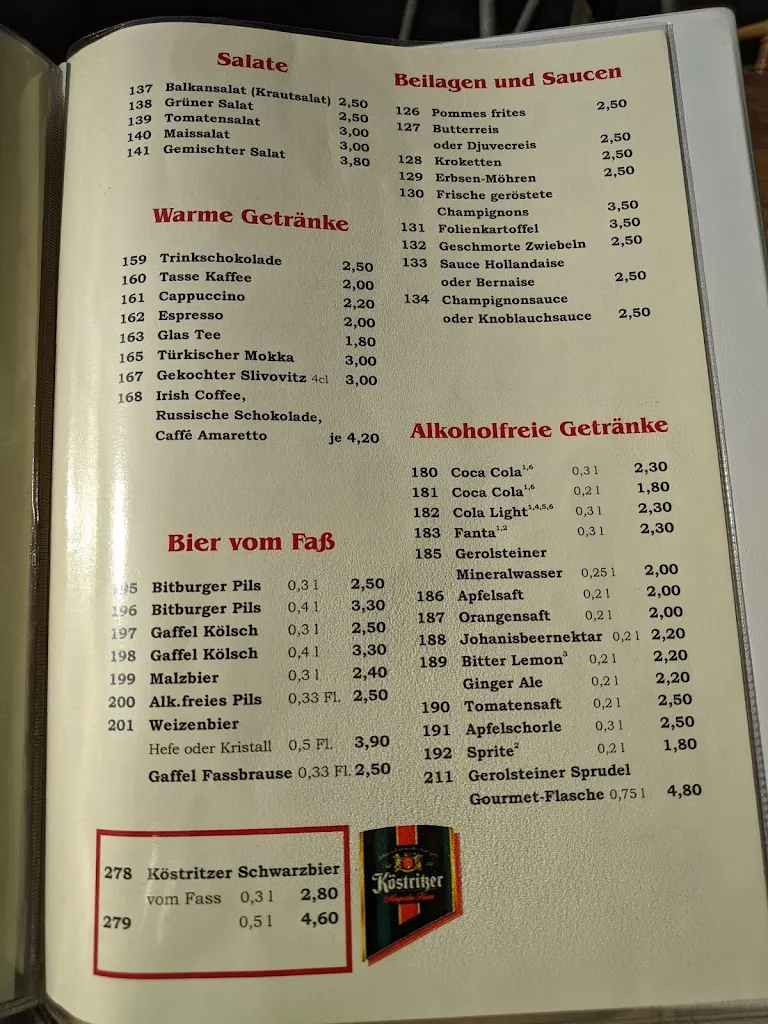 Salate
137 Balkansalat (Krautsalat) 2,50
138 Grüner Salat 2,50
139 Tomatensalat 3,00
140 Maissalat 3,00
141 Gemischter Salat 3,80
Warme Getränke
159 Trinkschokolade 2,50
160 Tasse Kaffee 2,00
161 Cappuccino 2,20
162 Espresso 2,00
163 Glas Tee 1,80
165 Türkischer Mokka 3,00
167 Gekochter Slivovitz 4cl 3,00
168 Irish Coffee,
Russische Schokolade,
Caffé Amaretto je 4,20
Bier vom Faß
195 Bitburger Pils 0,3 l 2,50
196 Bitburger Pils 0,4 l 3,30
197 Gaffel Kölsch 0,3 l 2,50
198 Gaffel Kölsch 0,4 l 3,30
199 Malzbier 0,3 l 2,40
200 Alk.freies Pils 0,33 Fl. 2,50
201 Weizenbier
Hefe oder Kristall 0,5 Fl. 3,90
Gaffel Fassbrause 0,33 Fl. 2,50
278 Köstritzer Schwarzbier
vom Fass 0,3 l 2,80
279 0,5 l 4,60
Köstritzer
Beilagen und Saucen
126 Pommes frites 2,50
127 Butterreis
oder Djuvecreis 2,50
128 Kroketten 2,50
129 Erbsen-Möhren 2,50
130 Frische geröstete
Champignons 3,50
131 Folienkartoffel 3,50
132 Geschmorte Zwiebeln 2,50
133 Sauce Hollandaise
oder Bernaise 2,50
134 Champignonsauce
oder Knoblauchsauce 2,50
Alkoholfreie Getränke
180 Coca Cola1,6 0,3 l 2,30
181 Coca Cola1,6 0,2 l 1,80
182 Cola Light1,4,5,6 0,3 l 2,30
183 Fanta1,2 0,3 l 2,30
185 Gerolsteiner
Mineralwasser 0,25 l 2,00
186 Apfelsaft 0,2 l 2,00
187 Orangensaft 0,2 l 2,00
188 Johanisbeernektar 0,2 l 2,20
189 Bitter Lemon3 0,2 l 2,20
Ginger Ale 0,2 l 2,20
190 Tomatensaft 0,2 l 2,50
191 Apfelschorle 0,3 l 2,50
192 Sprite2 0,2 l 1,80
211 Gerolsteiner Sprudel
Gourmet-Flasche 0,75 l 4,80